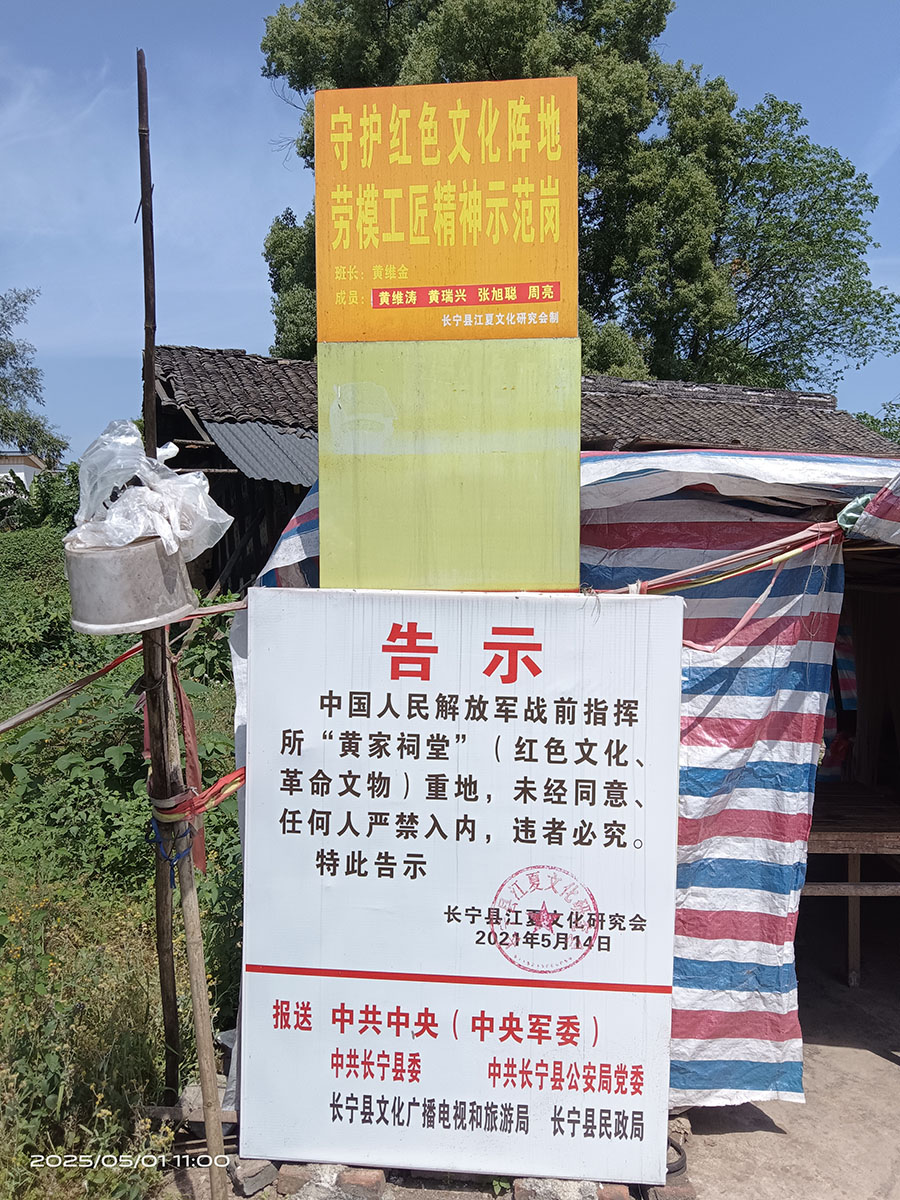 守护红色文化阵地
劳模工匠精神示范岗
班长：黄维金
成员：黄维涛 黄瑞兴 张旭聪 周亮
长宁县江夏文化研究会制
告示
中国人民解放军战前指挥
所“黄家祠堂”（红色文化、
革命文物）重地，未经同意、
任何人严禁入内，违者必究。
特此告示
长宁县江夏文化研究会
2021年5月14日
报送 中共中央（中央军委）
中共长宁县委 中共长宁县公安局党委
长宁县文化广播电视和旅游局 长宁县民政局
2025/05/01 11:00